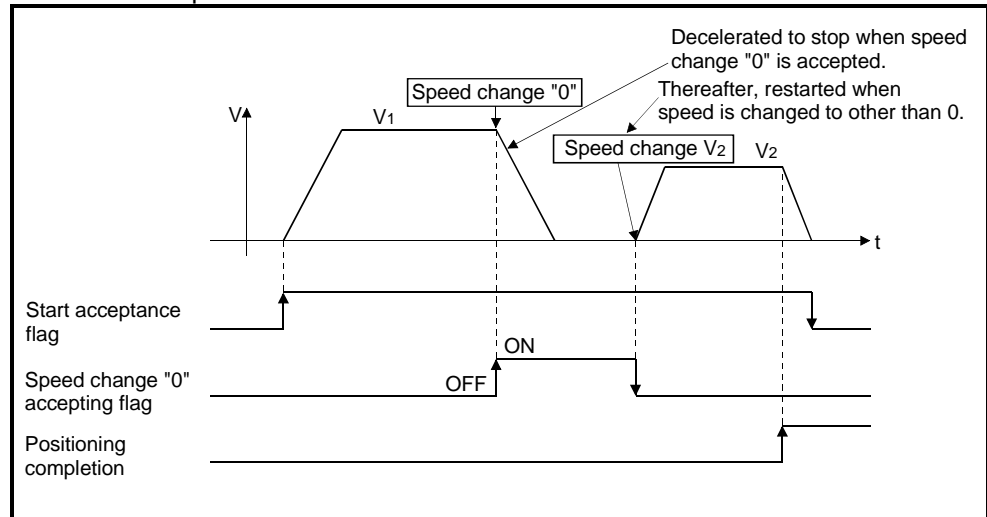 Decelerated to stop when speed
change "0" is accepted.
Speed change "0"
Thereafter, restarted when
speed is changed to other than 0.
V
V1
Speed change V2
V2
t
Start acceptance
flag
ON
OFF
Speed change "0"
accepting flag
Positioning
completion